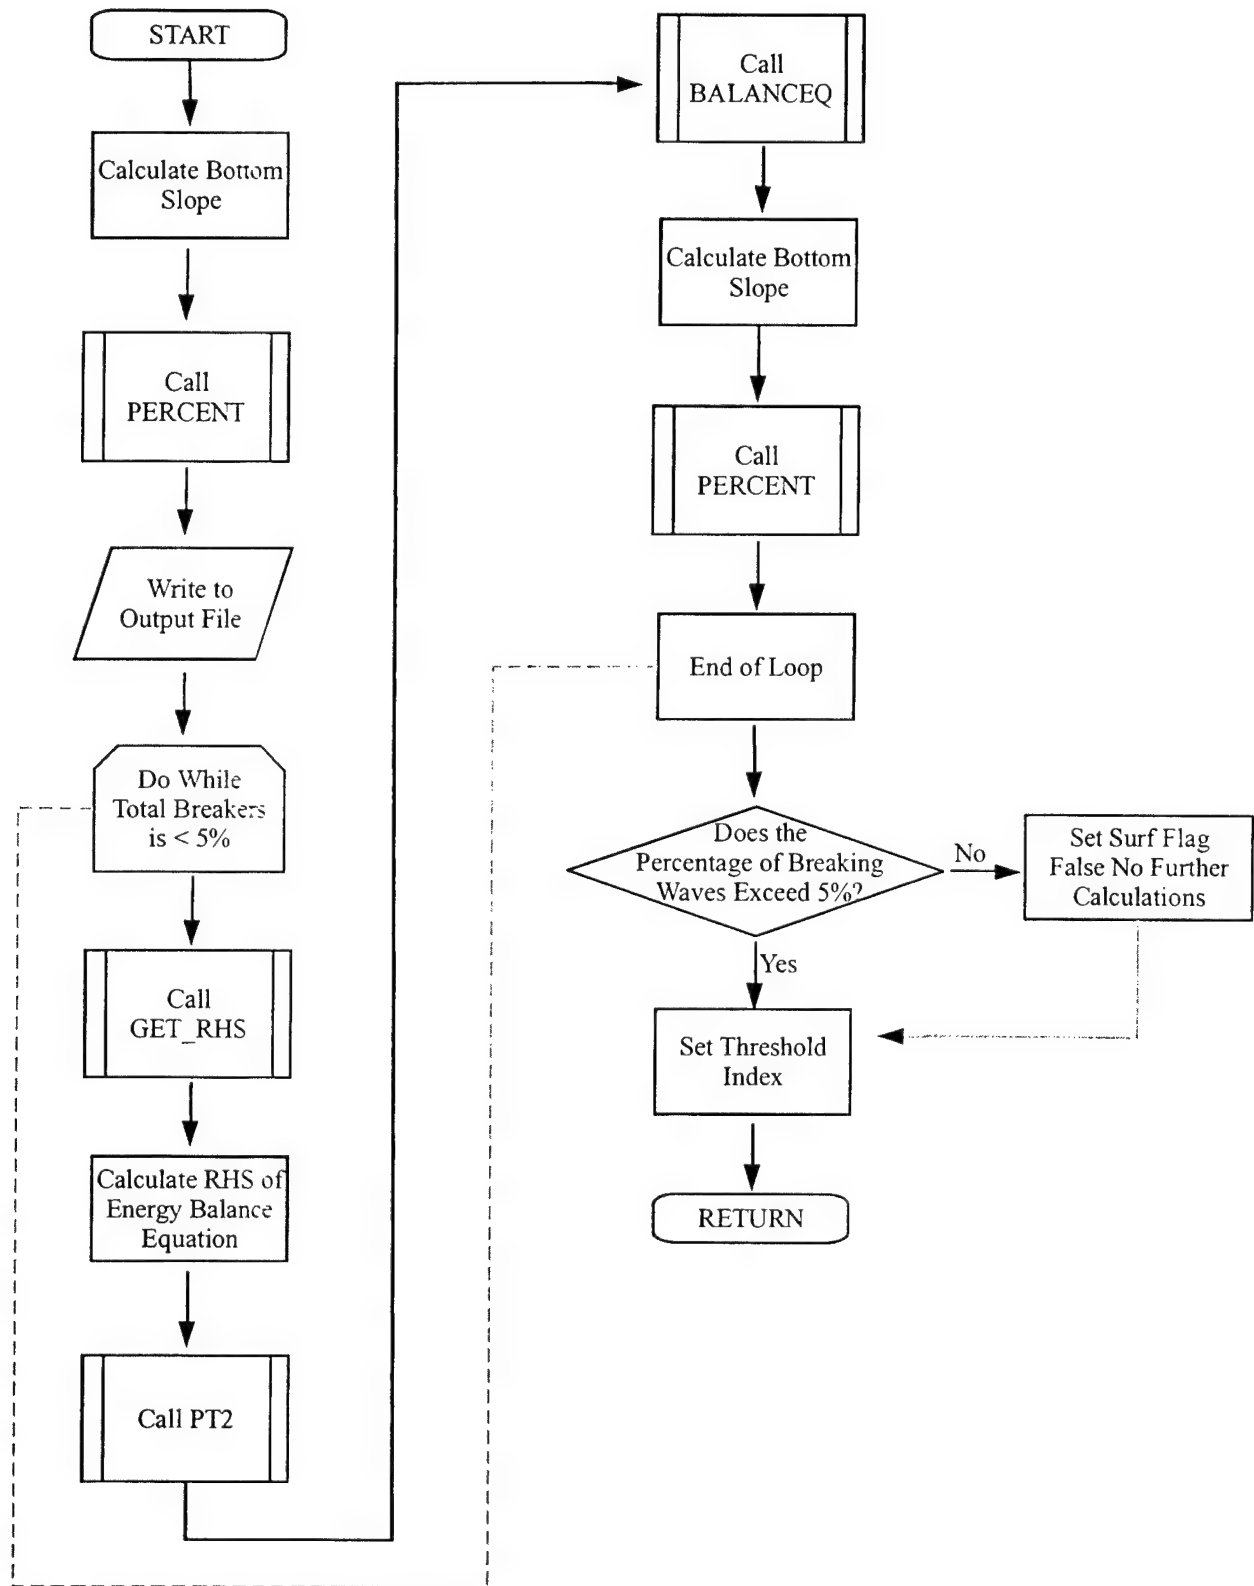 START
Calculate Bottom
Slope
Call
PERCENT
Write to
Output File
Do While
Total Breakers
is < 5%
Call
GET_RHS
Calculate RHS of
Energy Balance
Equation
Call PT2
Call
BALANCEQ
Calculate Bottom
Slope
Call
PERCENT
End of Loop
Does the
Percentage of Breaking
Waves Exceed 5%?
No
Set Surf Flag
False No Further
Calculations
Yes
Set Threshold
Index
RETURN